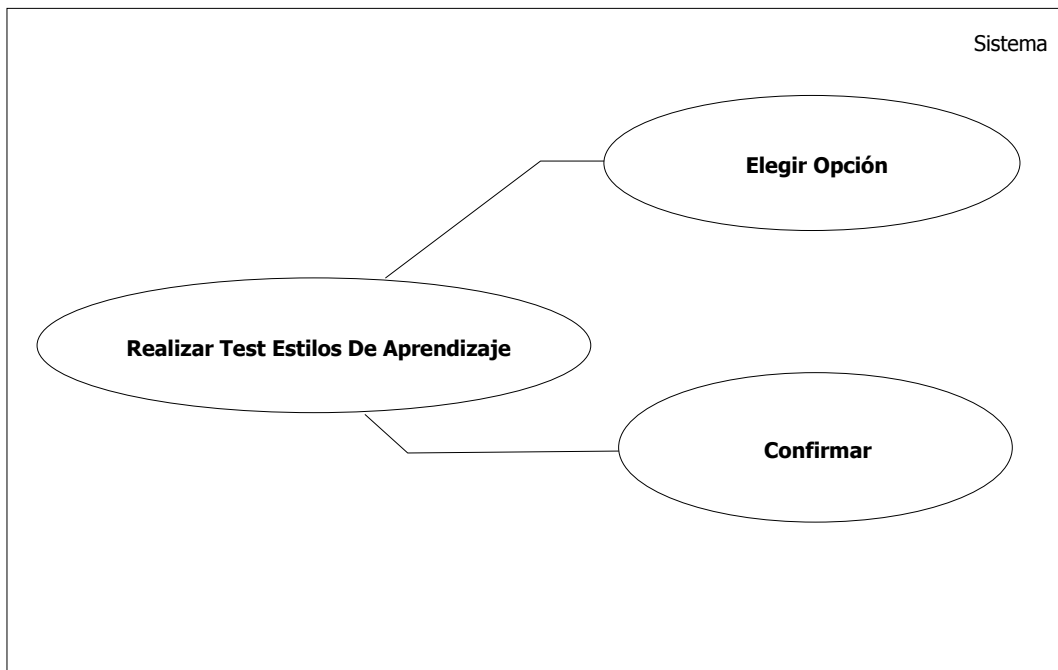 Sistema
Elegir Opción
Realizar Test Estilos De Aprendizaje
Confirmar